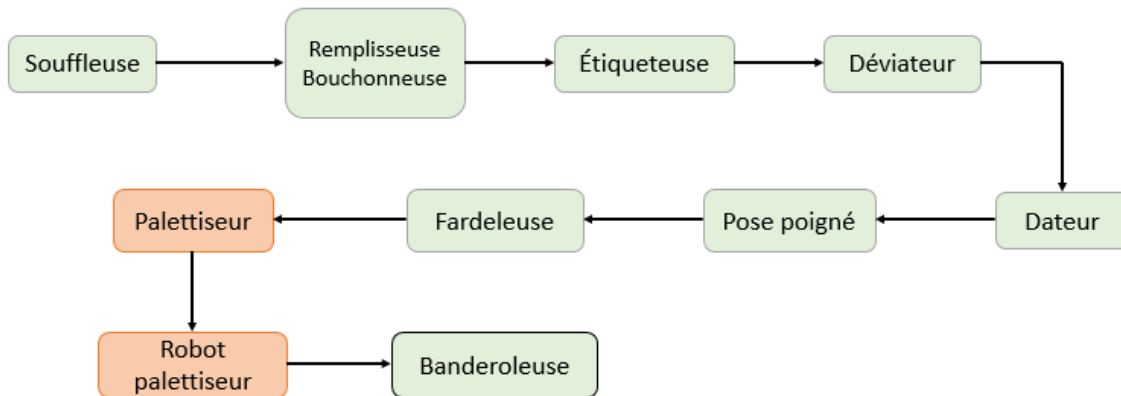 Souffleuse
Remplisseuse
Bouchonneuse
Étiqueteuse
Déviateur
Dateur
Pose poigné
Fardeleuse
Palettiseur
Robot
palettiseur
Banderoleuse